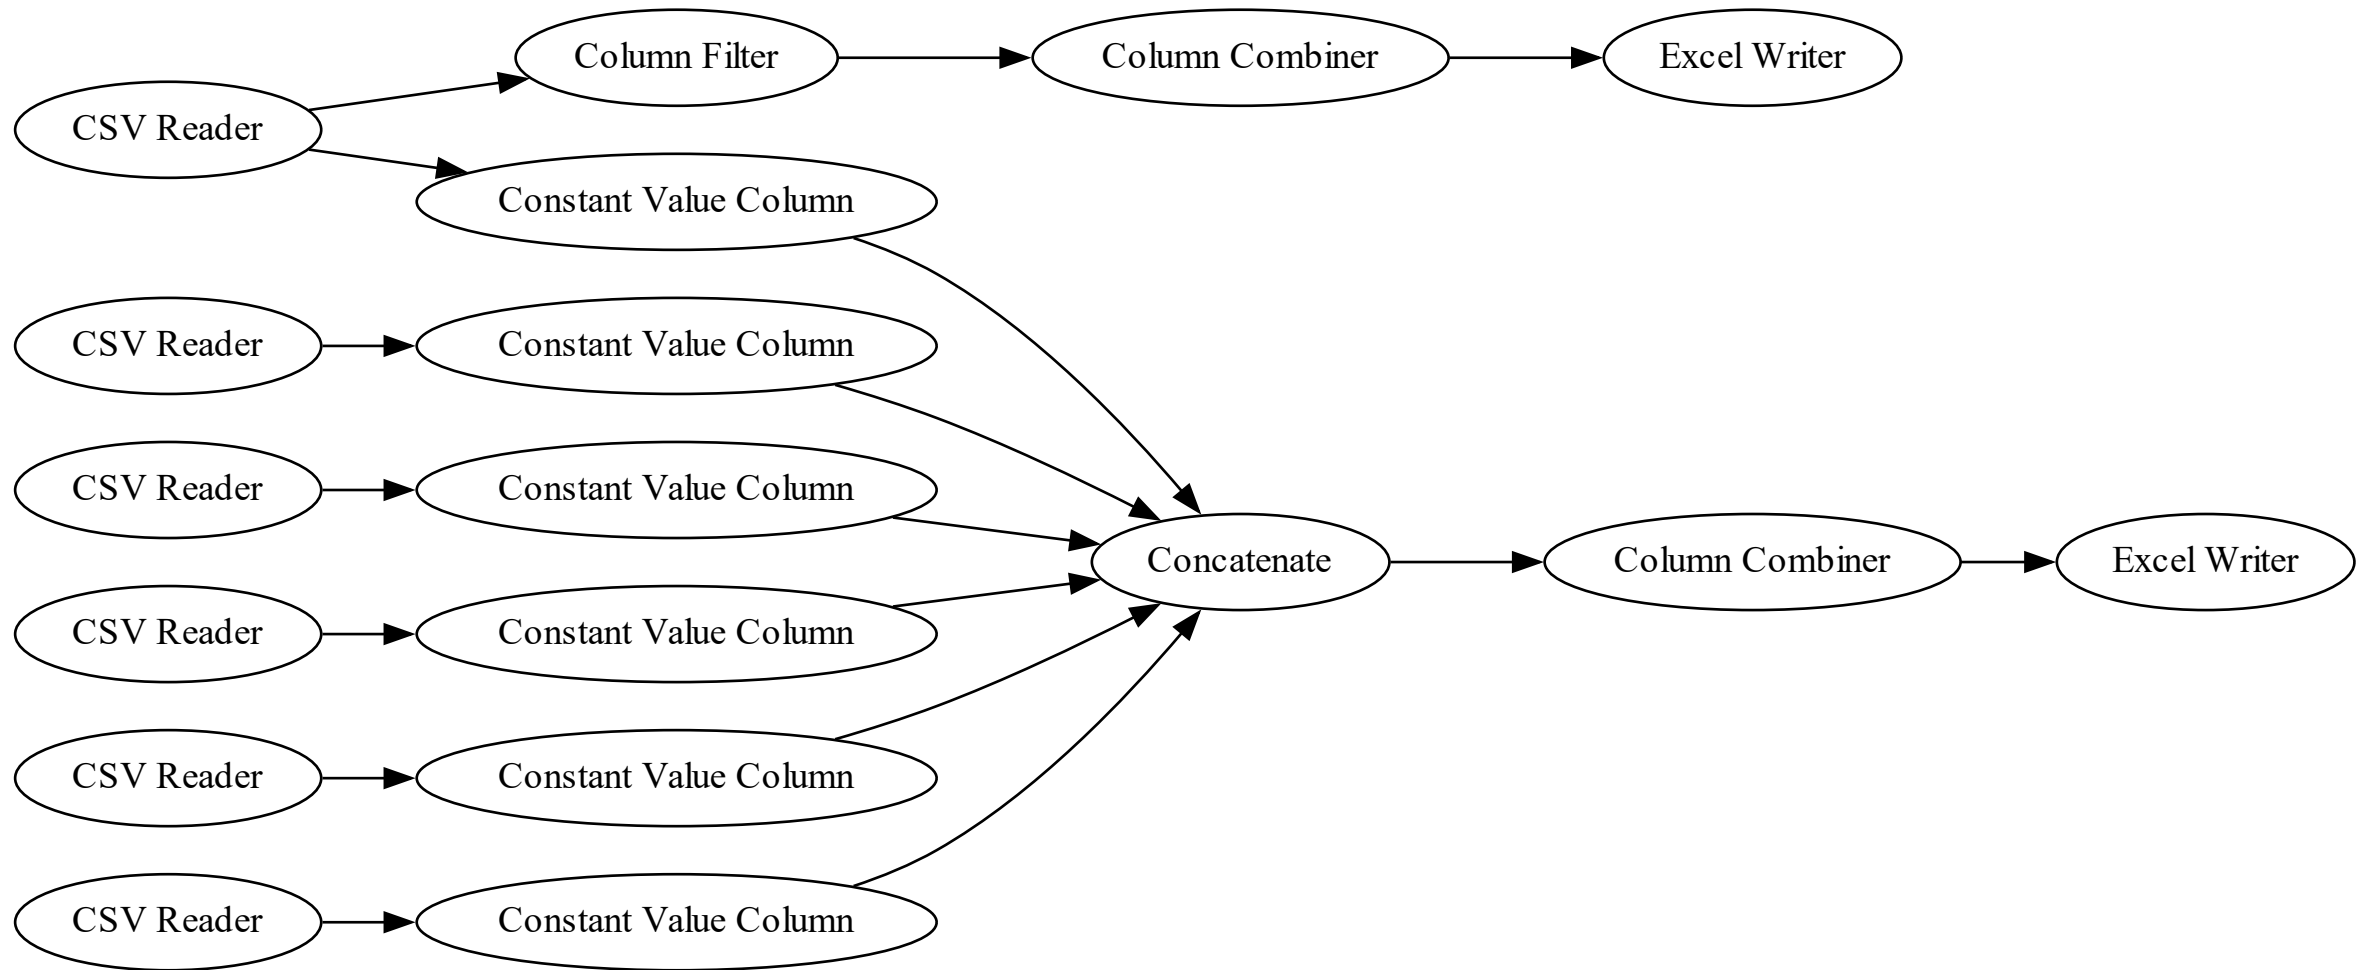 Column Filter
Column Combiner
Excel Writer
CSV Reader
Constant Value Column
CSV Reader
Constant Value Column
CSV Reader
Constant Value Column
Concatenate
Column Combiner
Excel Writer
CSV Reader
Constant Value Column
CSV Reader
Constant Value Column
CSV Reader
Constant Value Column